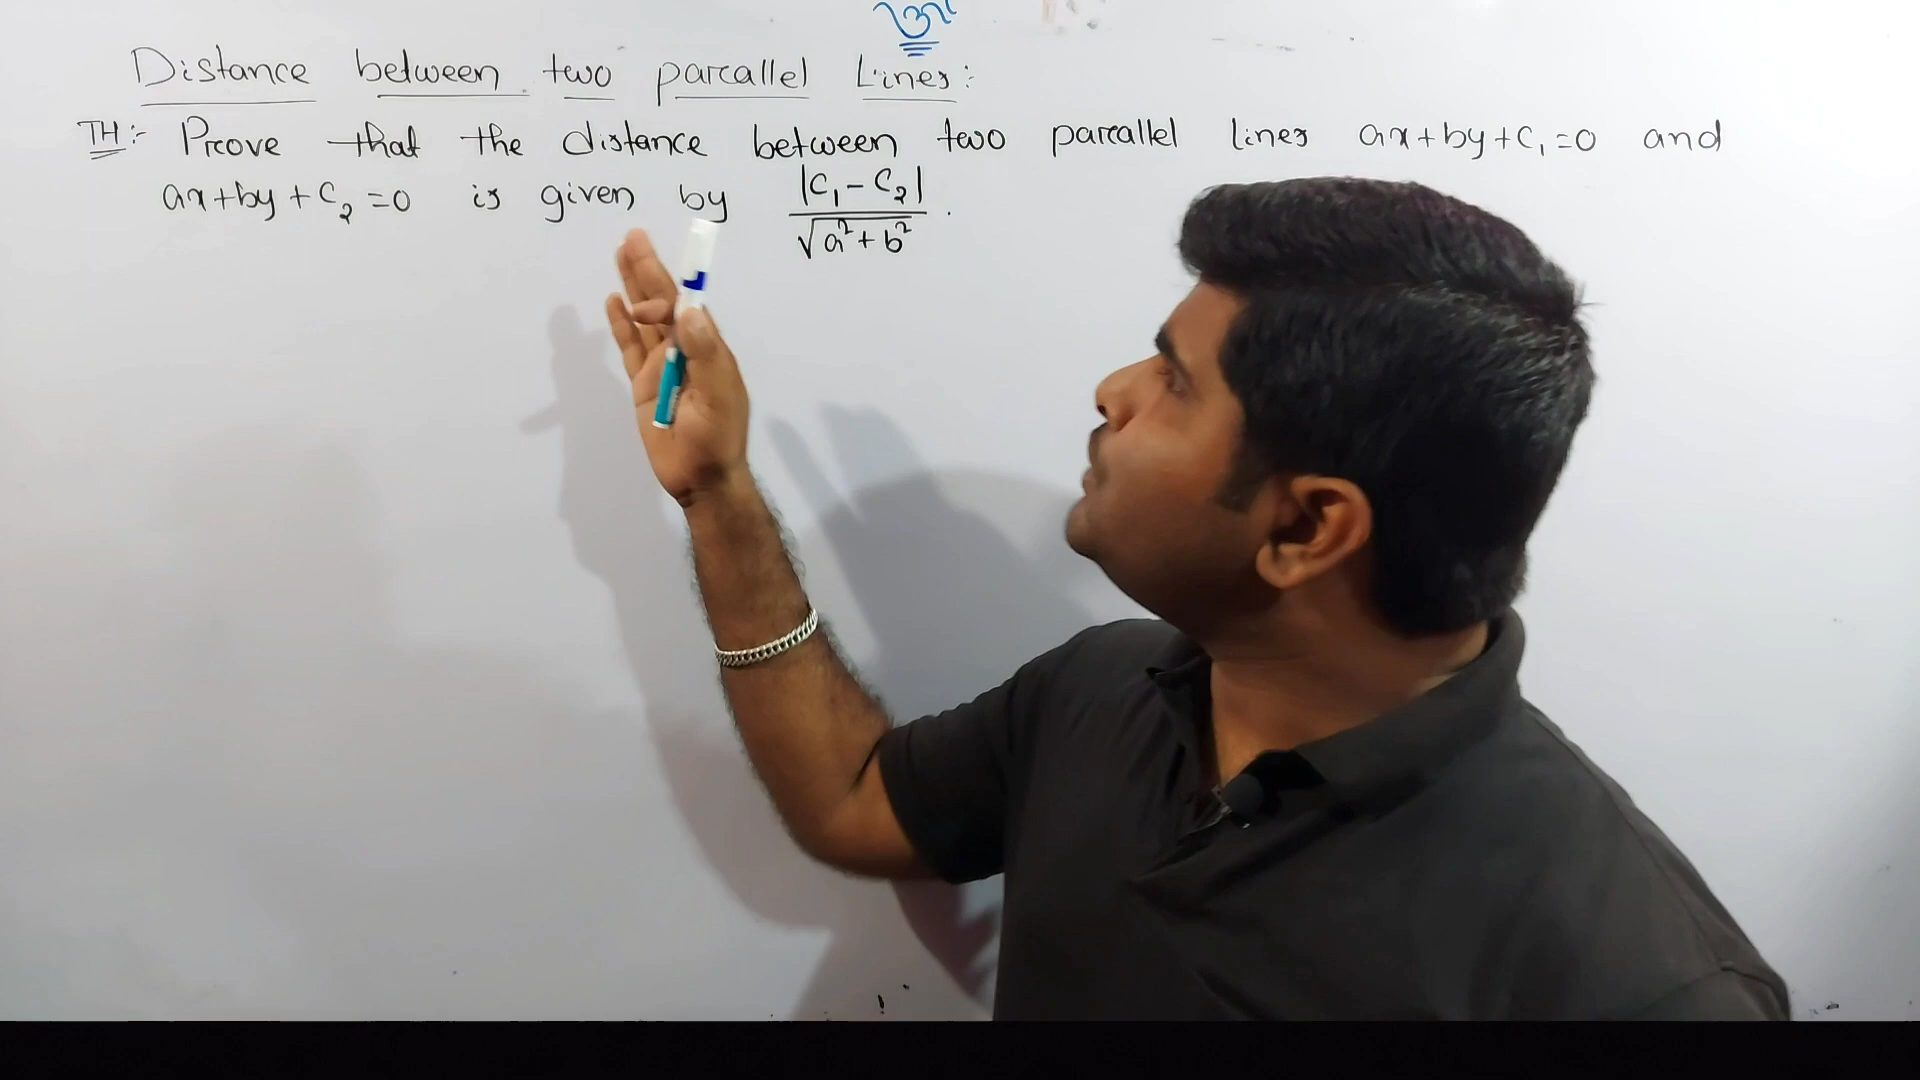 Distance between two parallel Lines:
TH:- Prove that the distance between two parallel lines ax+by+C₁=0 and
ax+by+C₂=0 is given by |C₁-C₂|/√a²+b².